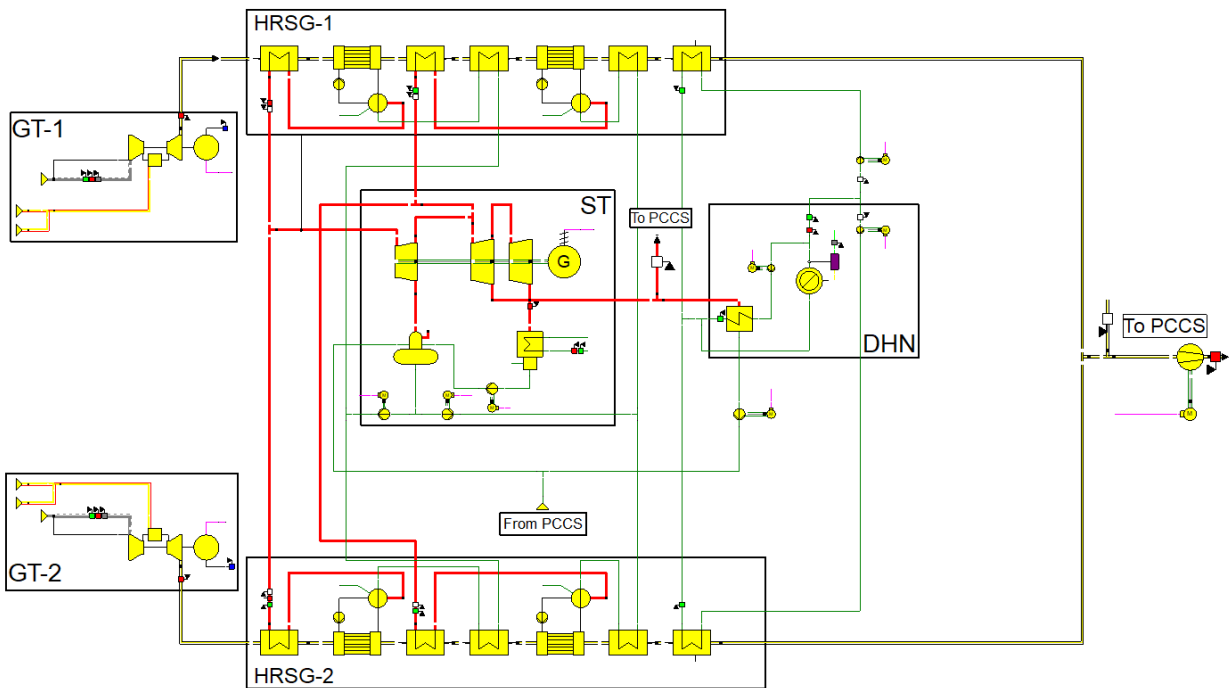 HRSG-1
GT-1
ST
To PCCS
G
DHN
To PCCS
From PCCS
GT-2
HRSG-2